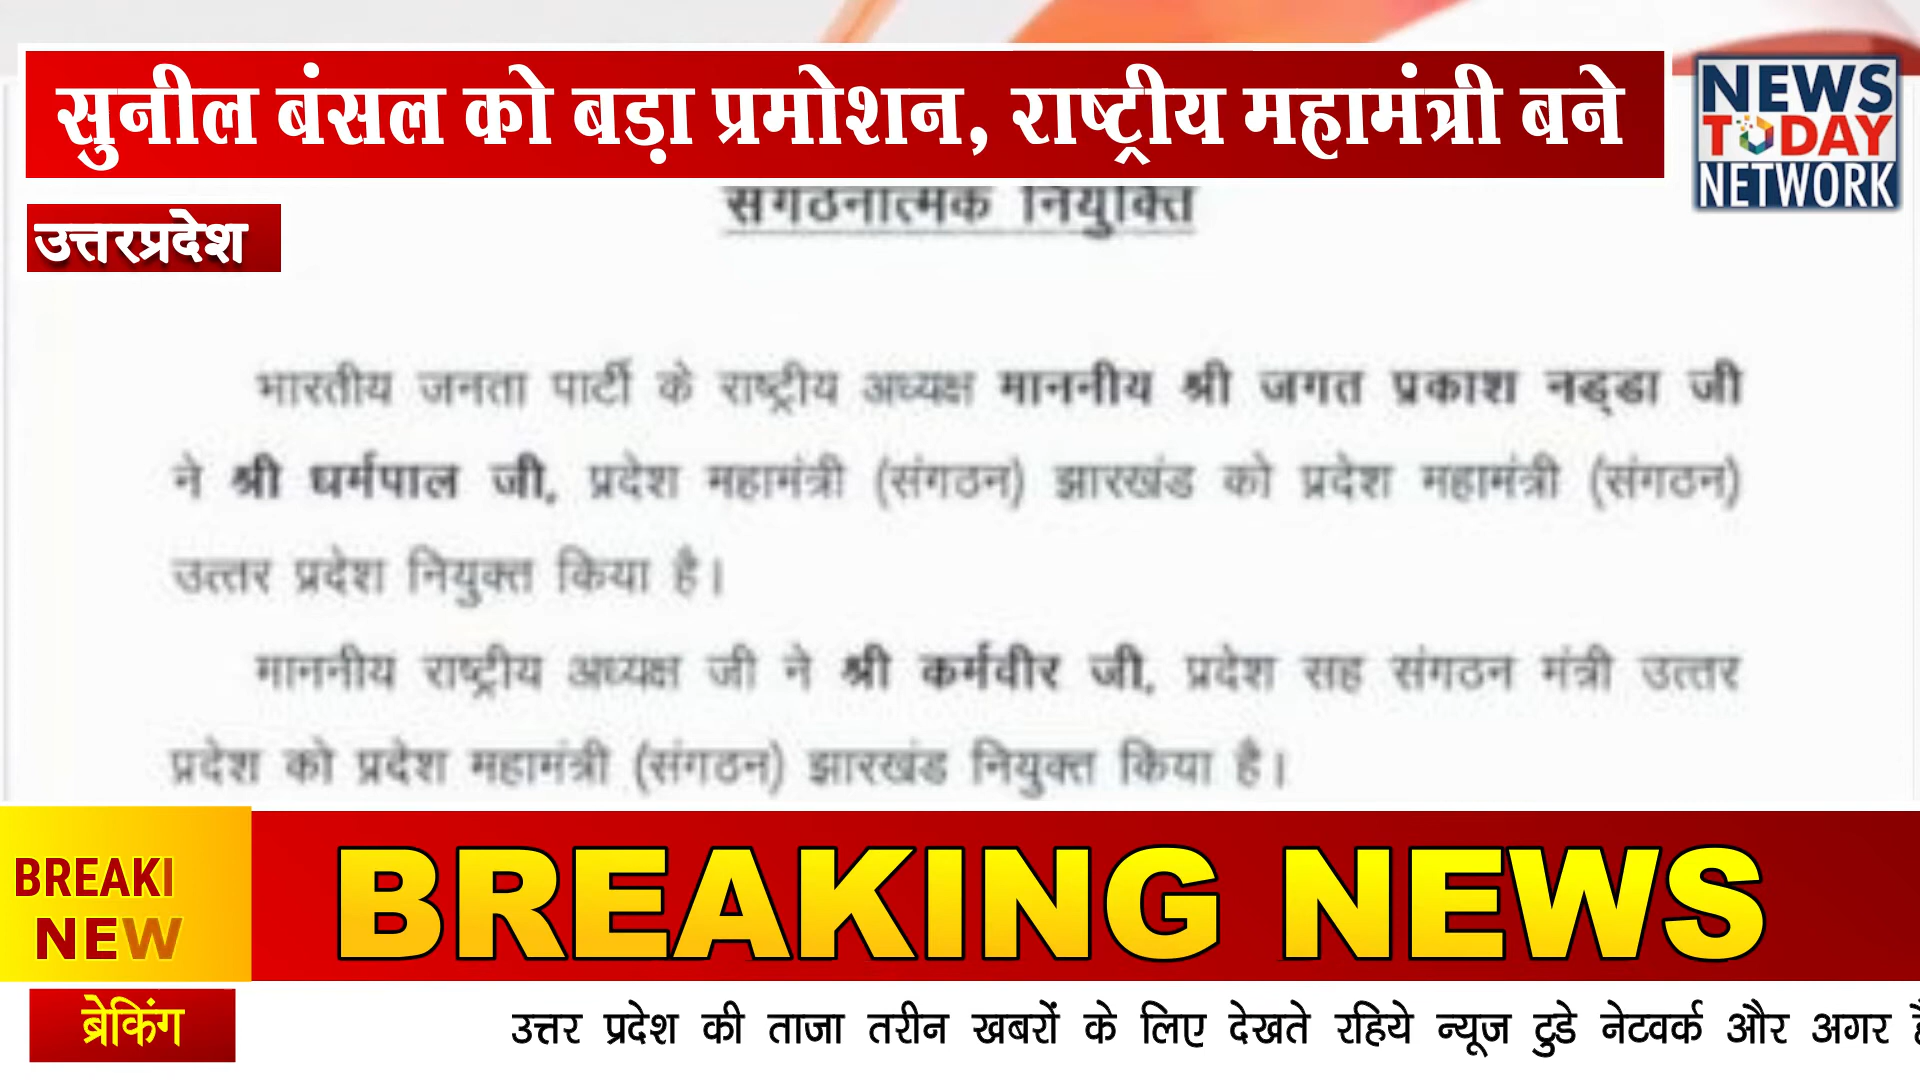 सुनील बंसल को बड़ा प्रमोशन, राष्ट्रीय महामंत्री बने
NEWS
TODAY
NETWORK
संगठनात्मक नियुक्ति
उत्तरप्रदेश
भारतीय जनता पार्टी के राष्ट्रीय अध्यक्ष माननीय श्री जगत प्रकाश नड्डा जी
ने श्री धर्मपाल जी, प्रदेश महामंत्री (संगठन) झारखंड को प्रदेश महामंत्री (संगठन)
उत्तर प्रदेश नियुक्त किया है।
माननीय राष्ट्रीय अध्यक्ष जी ने श्री कर्मवीर जी, प्रदेश सह संगठन मंत्री उत्तर
प्रदेश को प्रदेश महामंत्री (संगठन) झारखंड नियुक्त किया है।
BREAKI
NEW
BREAKING NEWS
ब्रेकिंग
उत्तर प्रदेश की ताजा तरीन खबरों के लिए देखते रहिये न्यूज टुडे नेटवर्क और अगर